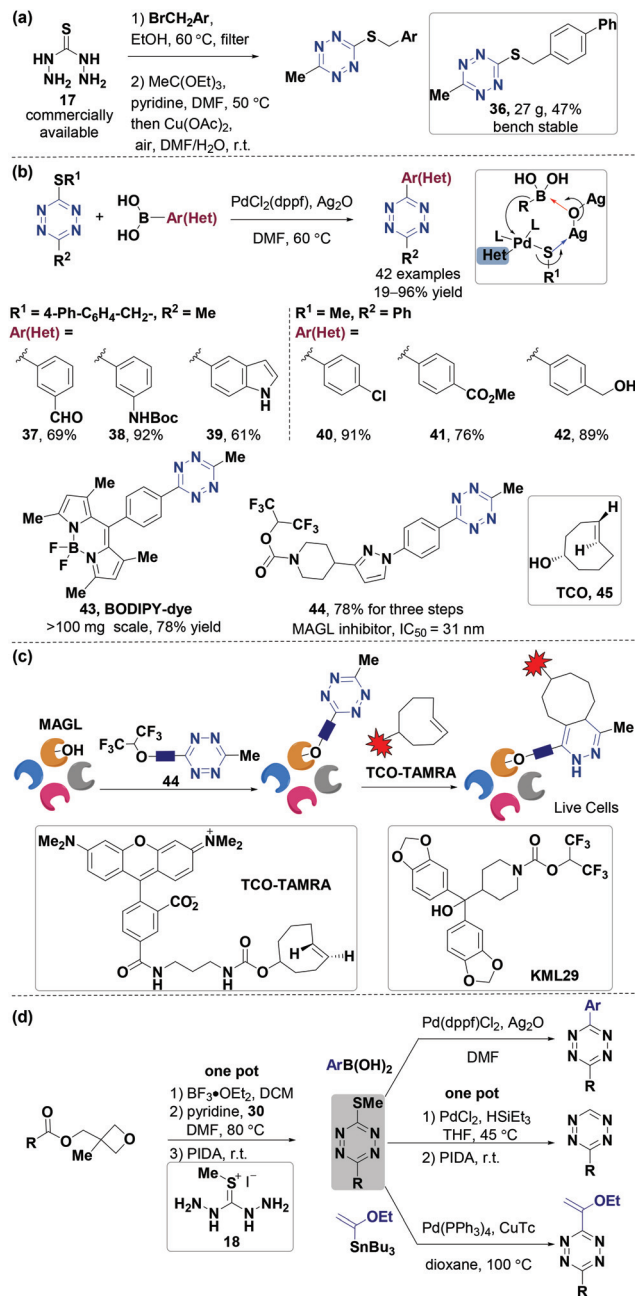 (a)
S
HN
NH
NH2
NH2
17
commercially
available
1) BrCH2Ar,
EtOH, 60 °C, filter
2) MeC(OEt)3,
pyridine, DMF, 50 °C
then Cu(OAc)2,
air, DMF/H2O, r.t.
N
N
N
N
S
Ar
Me
N
N
N
N
S
Ph
Me
36, 27 g, 47%
bench stable
(b)
SR1
N
N
N
N
R2
+
HO
B
HO
Ar(Het)
PdCl2(dppf), Ag2O
DMF, 60 °C
Ar(Het)
N
N
N
N
R2
42 examples
19–96% yield
OH
HO
B
R
Ag
O
L
L
Pd
Ag
Het
S
R1
R1 = 4-Ph-C6H4-CH2-, R2 = Me
Ar(Het) =
R1 = Me, R2 = Ph
Ar(Het) =
CHO
NHBoc
N
H
Cl
CO2Me
OH
37, 69%
38, 92%
39, 61%
40, 91%
41, 76%
42, 89%
Me
N
N
N
N
Me
Me
N
B
N
F
F
Me
Me
43, BODIPY-dye
>100 mg scale, 78% yield
F3C
CF3
O
O
N
N
N
N
N
N
N
Me
44, 78% for three steps
MAGL inhibitor, IC50 = 31 nm
H
H
HO
TCO, 45
(c)
MAGL
OH
F3C
CF3
O
N
N
N
N
Me
44
Me
N
N
N
N
O
TCO-TAMRA
Me
N
N
H
O
Live Cells
Me2N
O
+
NMe2
TCO-TAMRA
CO2-
O
N
H
N
H
O
O
H
H
O
O
O
N
O
CF3
CF3
HO
O
O
KML29
(d)
O
R
O
Me
O
one pot
1) BF3•OEt2, DCM
2) pyridine, 30
DMF, 80 °C
3) PIDA, r.t.
Me
S+ I−
H2N
N
H
N
H
NH2
18
ArB(OH)2
SMe
N
N
N
N
R
OEt
SnBu3
Pd(dppf)Cl2, Ag2O
DMF
Ar
N
N
N
N
R
one pot
1) PdCl2, HSiEt3
THF, 45 °C
2) PIDA, r.t.
N
N
N
N
R
Pd(PPh3)4, CuTc
dioxane, 100 °C
OEt
N
N
N
N
R